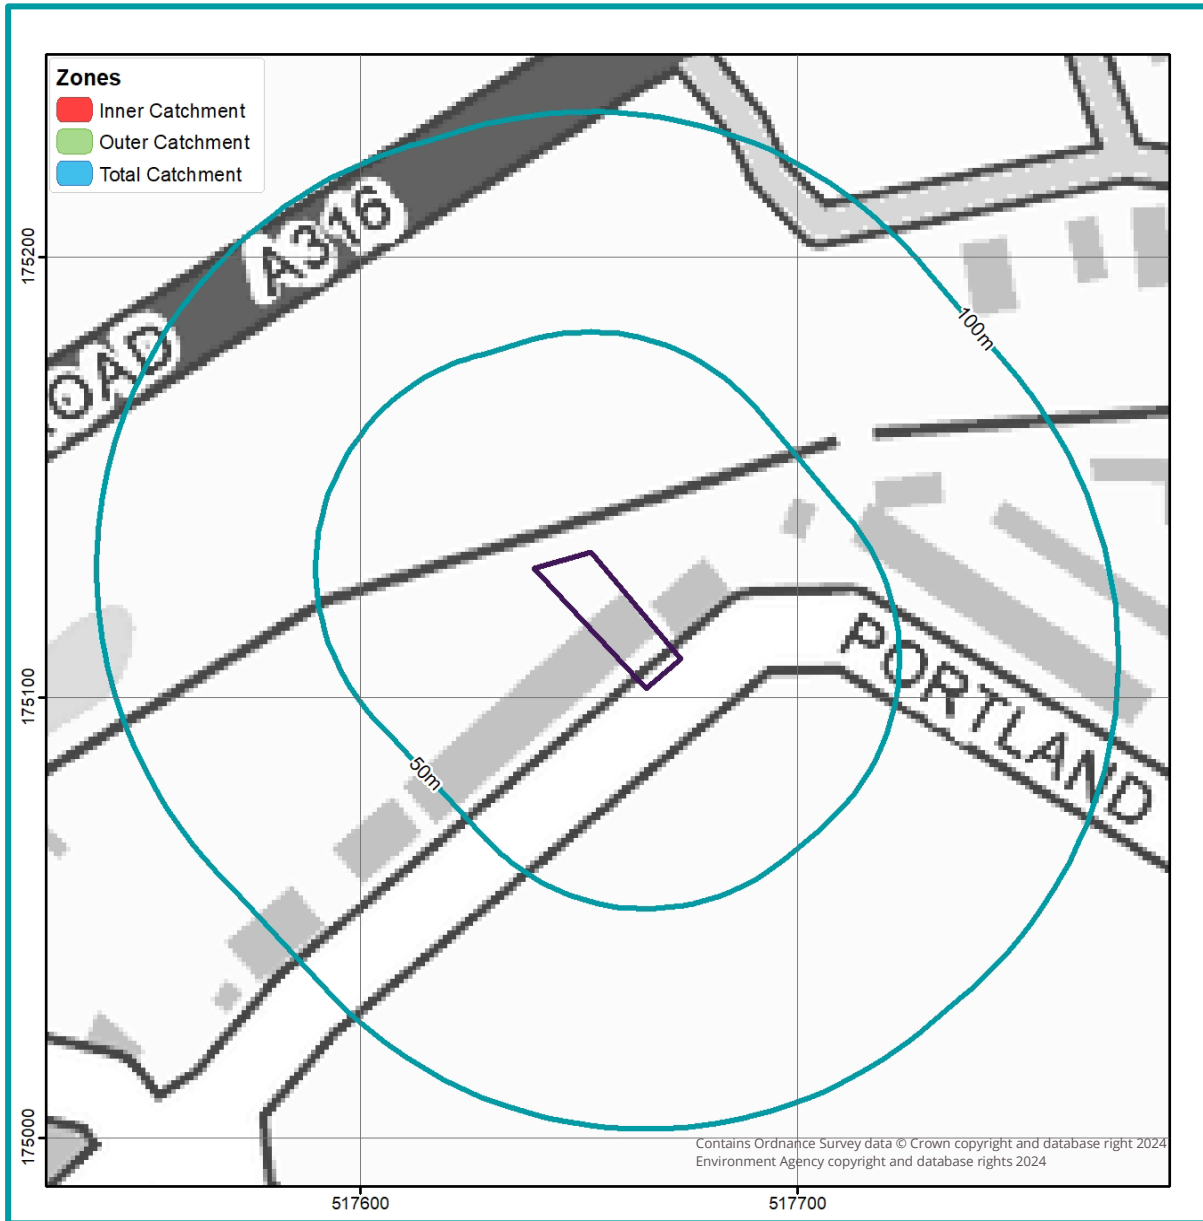 Zones
Inner Catchment
Outer Catchment
Total Catchment
A316
OAD
100m
50m
PORTLAND
175200
175100
175000
517600
517700
Contains Ordnance Survey data © Crown copyright and database right 2024
Environment Agency copyright and database rights 2024